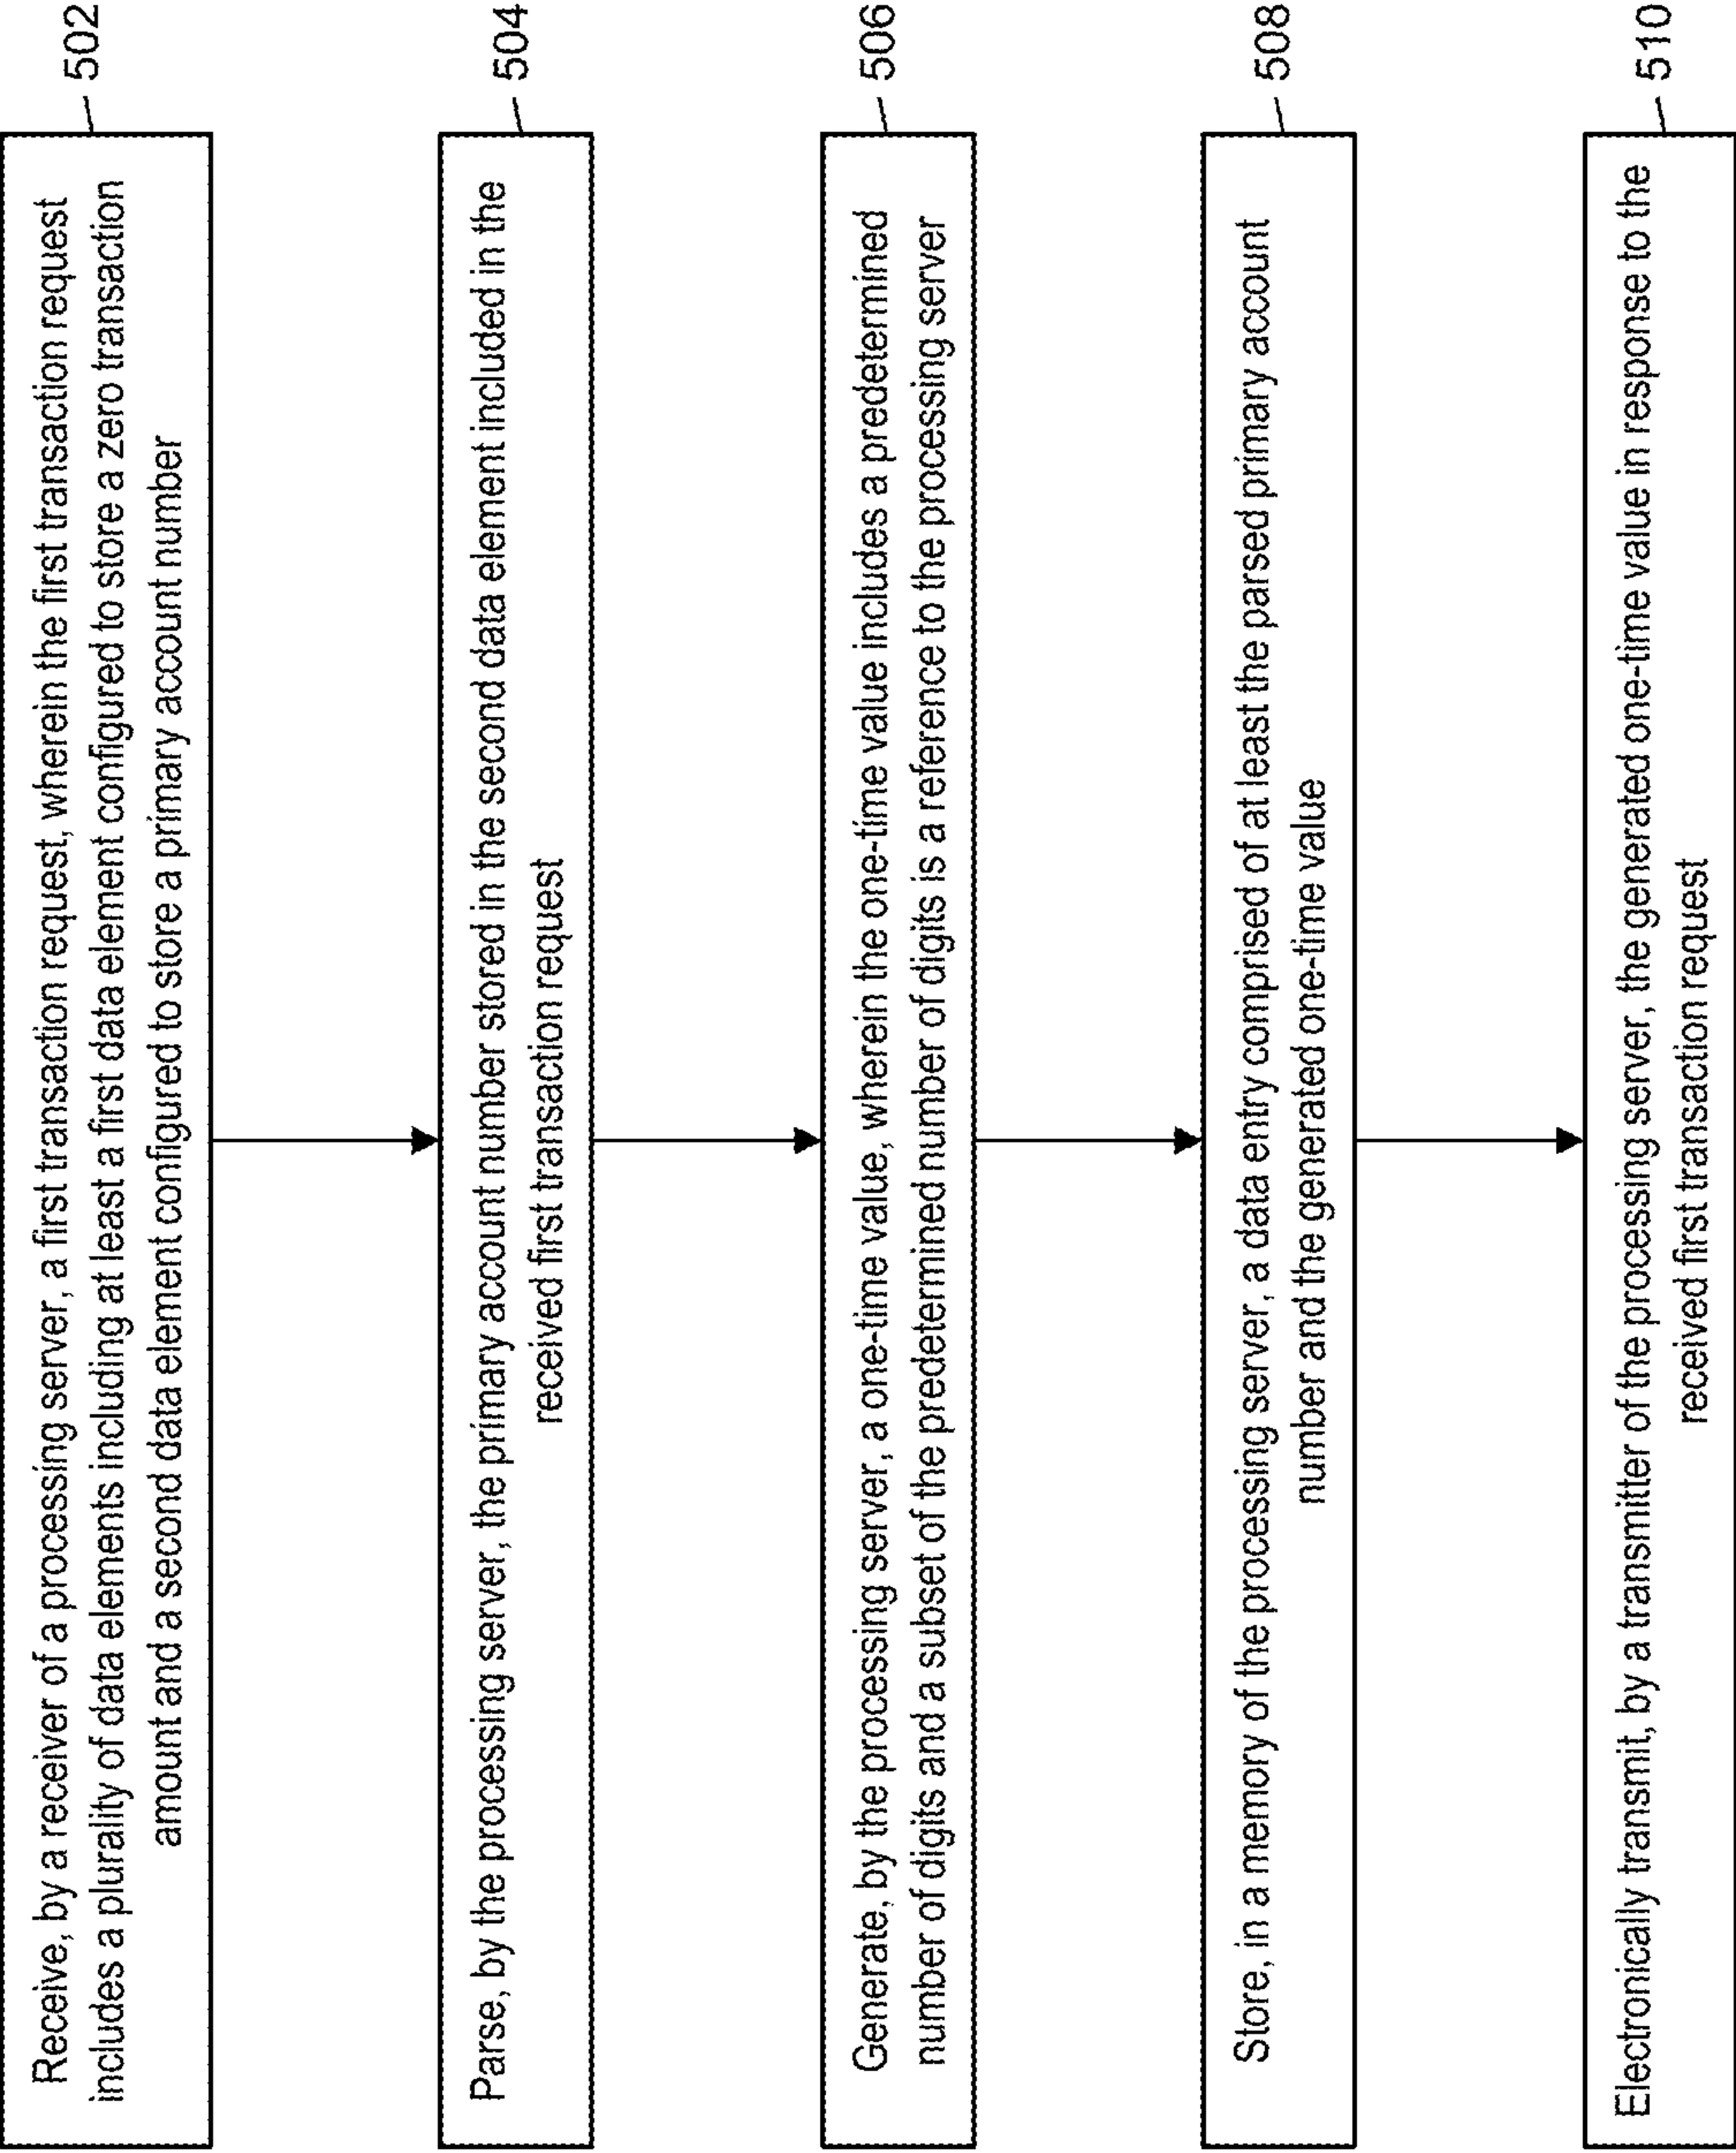 Receive, by a receiver of a processing server, a first transaction request, wherein the first transaction request
includes a plurality of data elements including at least a first data element configured to store a zero transaction
amount and a second data element configured to store a primary account number
502
Parse, by the processing server, the primary account number stored in the second data element included in the
received first transaction request
504
Generate, by the processing server, a one-time value, wherein the one-time value includes a predetermined
number of digits and a subset of the predetermined number of digits is a reference to the processing server
506
Store, in a memory of the processing server, a data entry comprised of at least the parsed primary account
number and the generated one-time value
508
Electronically transmit, by a transmitter of the processing server, the generated one-time value in response to the
received first transaction request
510